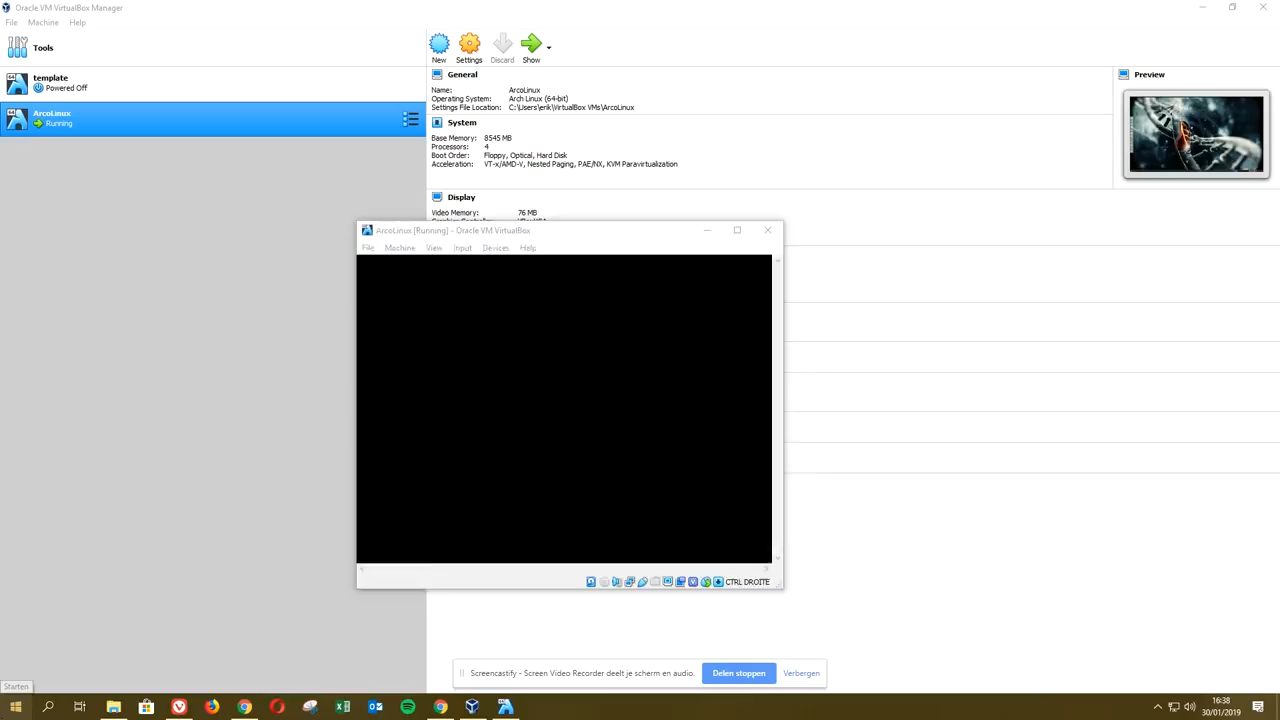 Oracle VM VirtualBox Manager
File Machine Help
Tools
New Settings Discard Show
64 template
Powered Off
64 ArcoLinux
Running
General
Name: ArcoLinux
Operating System: Arch Linux (64-bit)
Settings File Location: C:\Users\erik\VirtualBox VMs\ArcoLinux
System
Base Memory: 8545 MB
Processors: 4
Boot Order: Floppy, Optical, Hard Disk
Acceleration: VT-x/AMD-V, Nested Paging, PAE/NX, KVM Paravirtualization
Display
Video Memory: 76 MB
Preview
ArcoLinux [Running] - Oracle VM VirtualBox
File Machine View Input Devices Help
CTRL DROITE
Screencastify - Screen Video Recorder deelt je scherm en audio.
Delen stoppen
Verbergen
Starten
16:38
30/01/2019